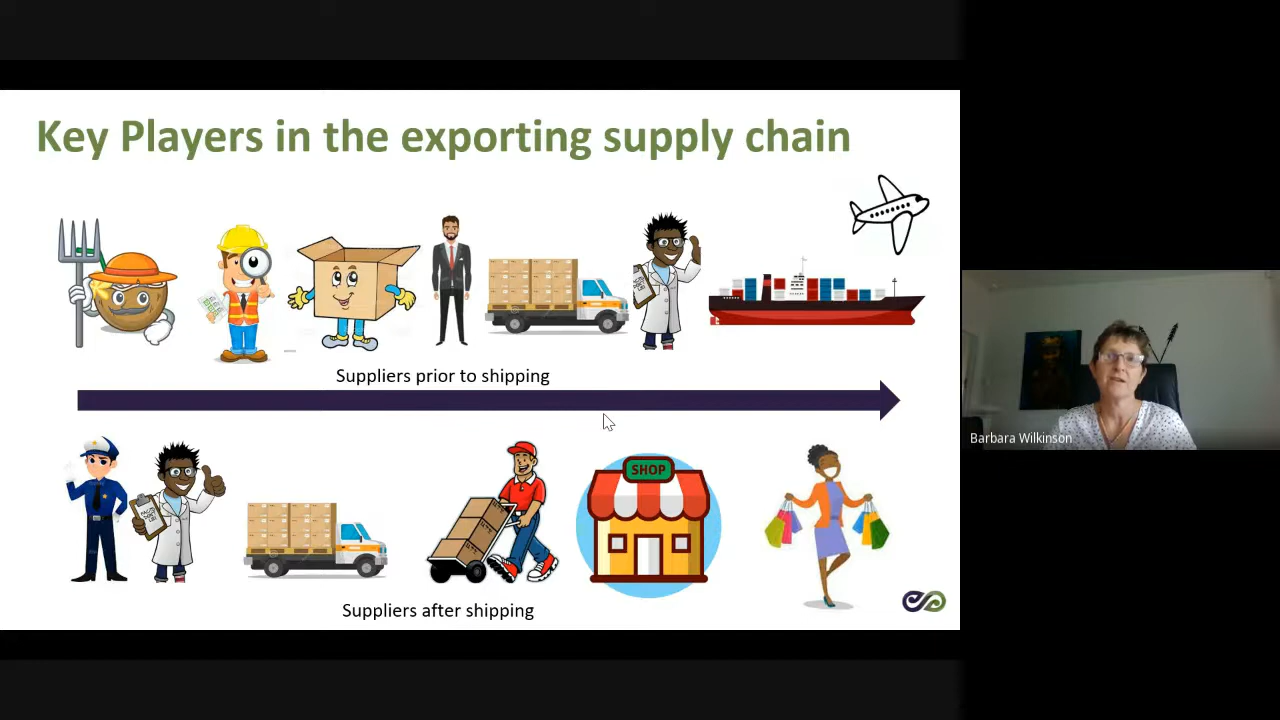 Key Players in the exporting supply chain
Suppliers prior to shipping
SHOP
Suppliers after shipping
Barbara Wilkinson